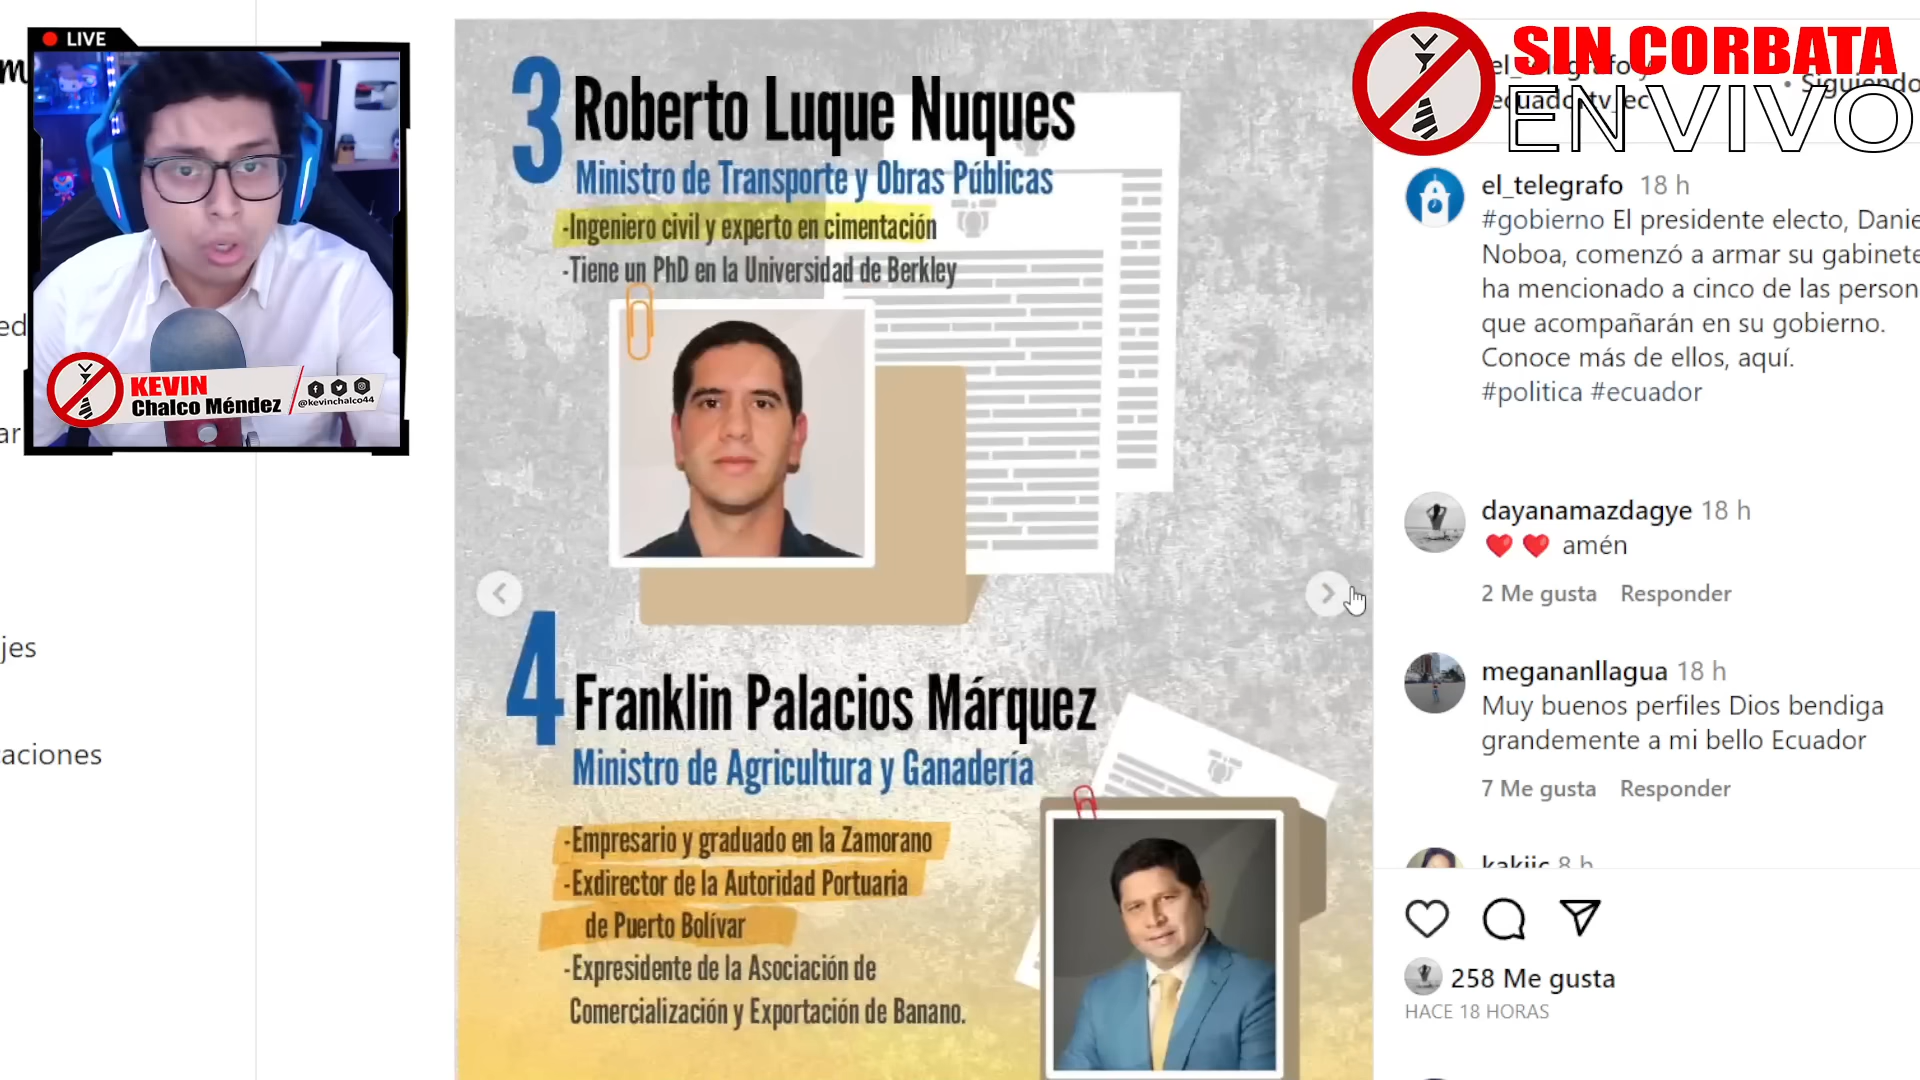 LIVE
KEVIN
Chalco Méndez
@kevinchalco44
jes
aciones
3
Roberto Luque Nuques
Ministro de Transporte y Obras Públicas
-Ingeniero civil y experto en cimentación
-Tiene un PhD en la Universidad de Berkley
4
Franklin Palacios Márquez
Ministro de Agricultura y Ganadería
-Empresario y graduado en la Zamorano
-Exdirector de la Autoridad Portuaria
de Puerto Bolívar
-Expresidente de la Asociación de
Comercialización y Exportación de Banano.
SIN CORBATA
EN VIVO
el_telegrafo y
ecuadortv_ec
• Siguiendo
el_telegrafo 18 h
#gobierno El presidente electo, Danie
Noboa, comenzó a armar su gabinete
ha mencionado a cinco de las person
que acompañarán en su gobierno.
Conoce más de ellos, aquí.
#politica #ecuador
dayanamazdagye 18 h
❤️ ❤️ amén
2 Me gusta Responder
megananllagua 18 h
Muy buenos perfiles Dios bendiga
grandemente a mi bello Ecuador
7 Me gusta Responder
kakiic 8 h
258 Me gusta
HACE 18 HORAS